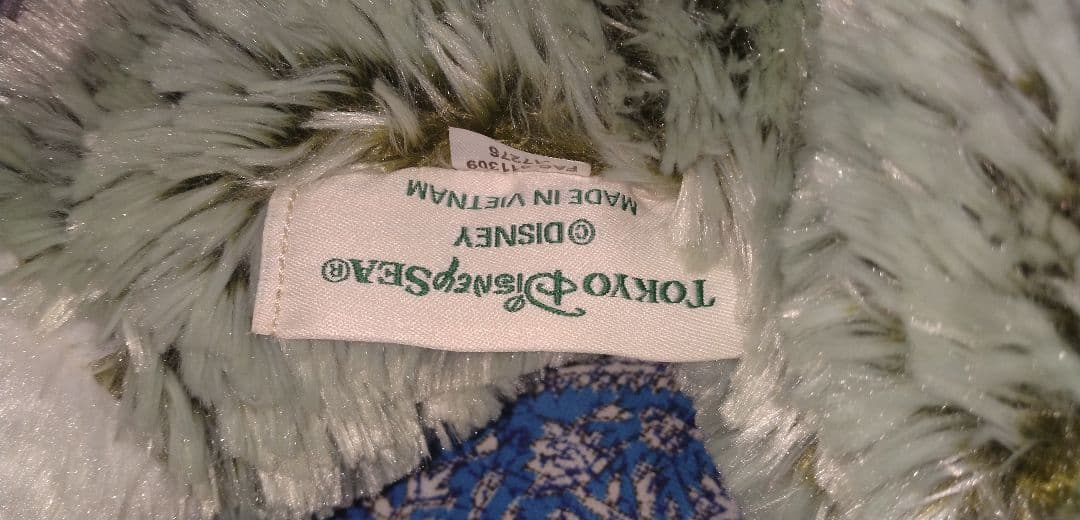 TOKYO DISNEYSEA®
© DISNEY
MADE IN VIETNAM